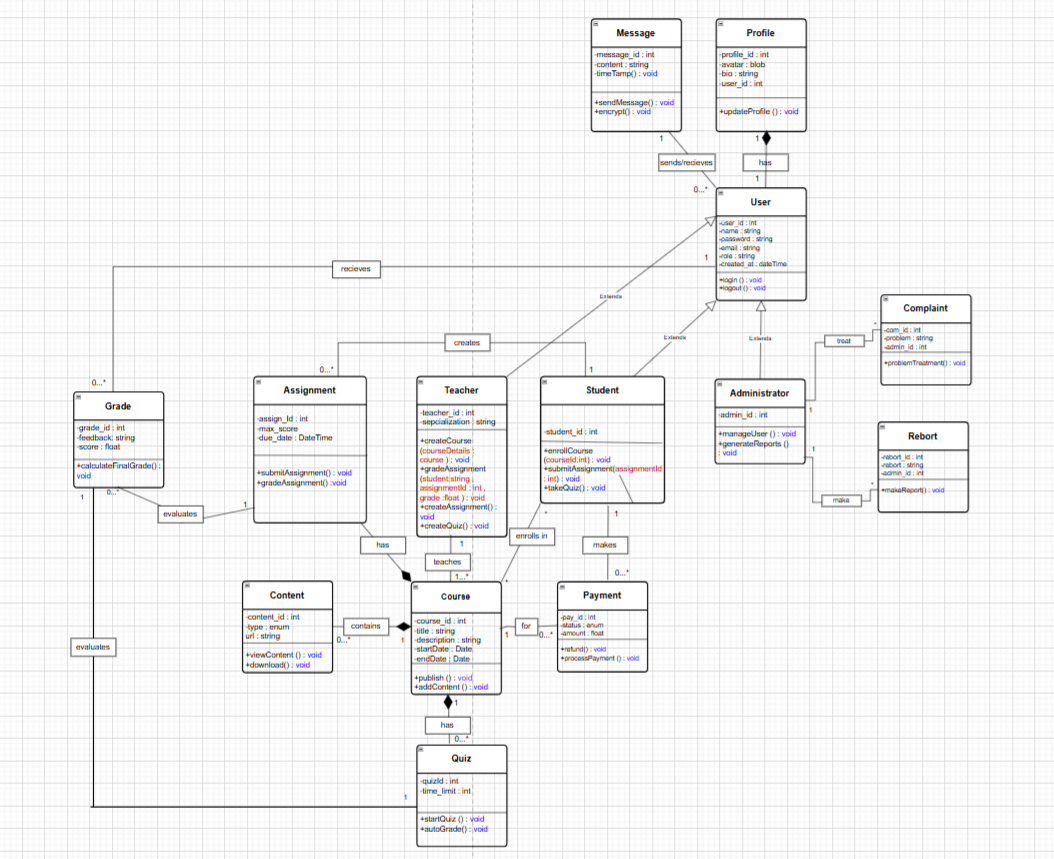 Message
-message_id : int
-content : string
-timeTamp() : void
+sendMessage() : void
+encrypt() : void
Profile
-profile_id : int
-avatar : blob
-bio : string
-user_id : int
+updateProfile () : void
1
sends/recieves
0...*
1
has
1
User
-user_id : int
-name : string
-password : string
-email : string
-role : string
-created_at : dateTime
+login () : void
+logout () : void
1
recieves
0...*
Extends
Extends
Extends
creates
0...*
1
Complaint
-com_id : int
-problem : string
-admin_id : int
+problemTreatment() : void
treat
*
1
Grade
-grade_id : int
-feedback: string
-score : float
+calculateFinalGrade() :
void
Assignment
-assign_Id : int
-max_score
-due_date : DateTime
+submitAssignment() : void
+gradeAssignment() :void
Teacher
-teacher_id : int
-sepcialization : string
+createCourse
(courseDetails :
course ) : void
+gradeAssignment
(student:string ,
assignmentId : int ,
grade :float ) : void
+createAssignment() :
void
+createQuiz() : void
Student
-student_id : int
+enrollCourse
(courseId:int) : void
+submitAssignment(assignmentId
: int) : void
+takeQuiz() : void
Administrator
-admin_id : int
+manageUser () : void
+generateReports ()
: void
Rebort
-rabort_id : int
-rabort : string
-admin_id : int
+makeReport() : void
1
make
*
1
0...*
evaluates
1
has
1
teaches
1...*
*
enrolls in
*
1
makes
0...*
Content
-content_id : int
-type : enum
url : string
+viewContent () : void
+download() : void
contains
0...*
1
Course
-course_id : int
-title : string
-description : string
-startDate : Date
-endDate : Date
+publish () : void
+addContent () : void
for
1
0...*
Payment
-pay_id : int
-status : enum
-amount : float
+refund() : void
+processPayment () : void
evaluates
1
has
0...*
Quiz
-quizId : int
-time_limit : int
+startQuiz () : void
+autoGrade() : void
1